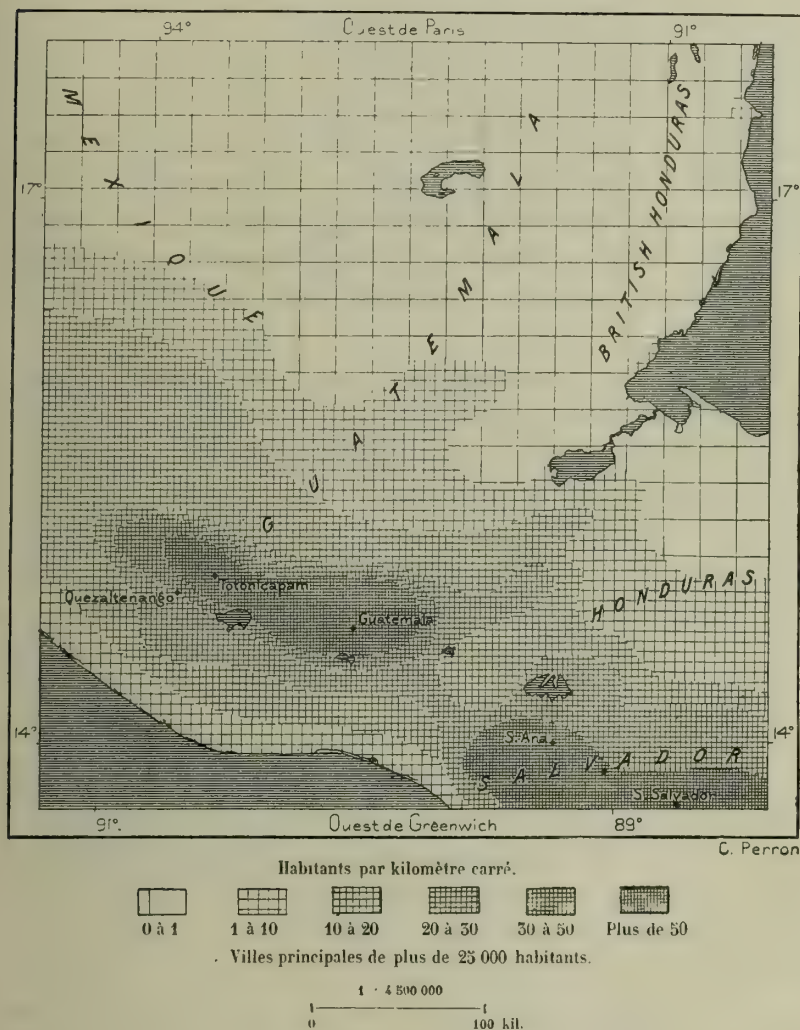 94° Ouest de Paris 91°
MEXIQUE
GUATEMALA
BRITISH HONDURAS
17° 17°
HONDURAS
Totonicapam
Quezaltenango
Guatemala
14° 14°
S. Ana
SALVADOR
S. Salvador
91°. Ouest de Greenwich 89°
C. Perron
Habitants par kilomètre carré.
0 à 1 1 à 10 10 à 20 20 à 30 30 à 50 Plus de 50
. Villes principales de plus de 25 000 habitants.
1 : 4 500 000
0 100 kil.